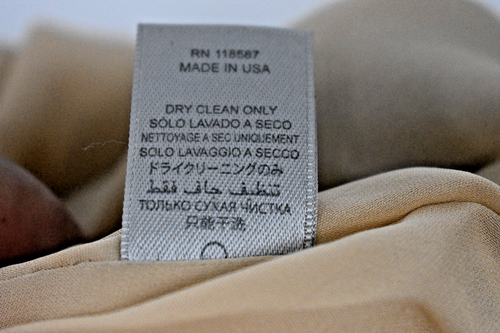 RN 118587
MADE IN USA
DRY CLEAN ONLY
SÓLO LAVADO A SECO
NETTOYAGE A SEC UNIQUEMENT
SOLO LAVAGGIO A SECCO
ドライクリーニングのみ
تنظيف جاف فقط
ТОЛЬКО СУХАЯ ЧИСТКА
只能干洗